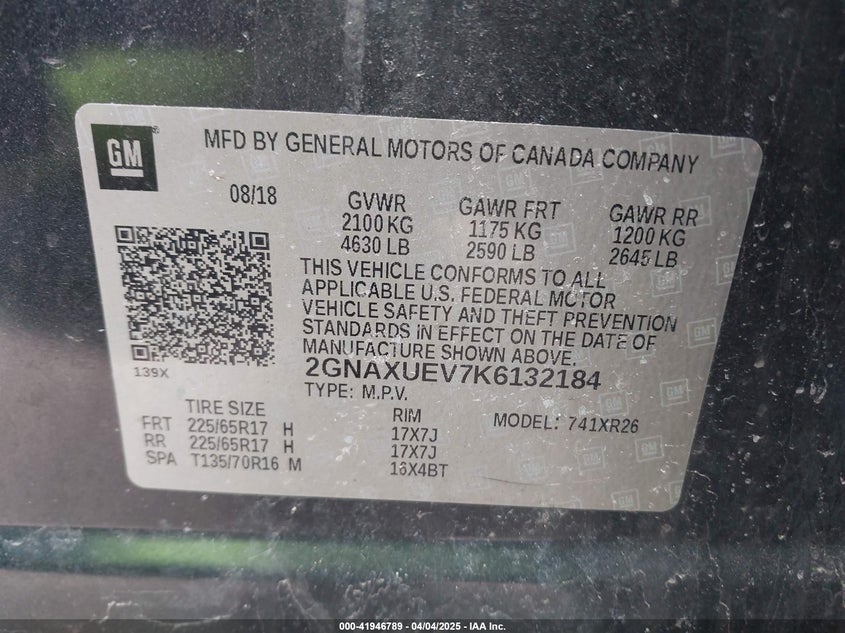 GM
MFD BY GENERAL MOTORS OF CANADA COMPANY
08/18
GVWR
2100 KG
4630 LB
GAWR FRT
1175 KG
2590 LB
GAWR RR
1200 KG
2645 LB
THIS VEHICLE CONFORMS TO ALL
APPLICABLE U.S. FEDERAL MOTOR
VEHICLE SAFETY AND THEFT PREVENTION
STANDARDS IN EFFECT ON THE DATE OF
MANUFACTURE SHOWN ABOVE.
139X
2GNAXUEV7K6132184
TYPE: M.P.V.
MODEL: 741XR26
TIRE SIZE
RIM
FRT 225/65R17 H 17X7J
RR 225/65R17 H 17X7J
SPA T135/70R16 M 16X4BT
000-41946789 - 04/04/2025 - IAA Inc.